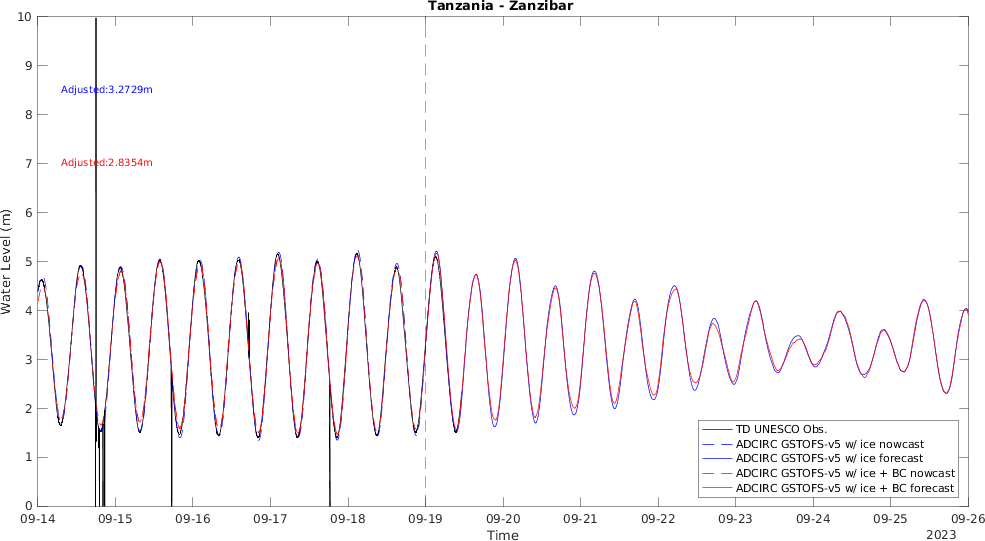 Tanzania - Zanzibar
10
9
8
7
6
5
4
3
2
1
0
Water Level (m)
Adjusted:3.2729m
Adjusted:2.8354m
TD UNESCO Obs.
ADCIRC GSTOFS-v5 w/ ice nowcast
ADCIRC GSTOFS-v5 w/ ice forecast
ADCIRC GSTOFS-v5 w/ ice + BC nowcast
ADCIRC GSTOFS-v5 w/ ice + BC forecast
09-14 09-15 09-16 09-17 09-18 09-19 09-20 09-21 09-22 09-23 09-24 09-25 09-26
Time
2023